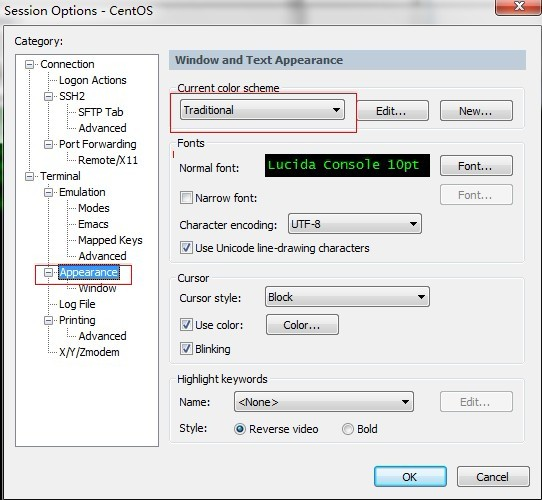 Session Options - CentOS
Category:
Connection
Logon Actions
SSH2
SFTP Tab
Advanced
Port Forwarding
Remote/X11
Terminal
Emulation
Modes
Emacs
Mapped Keys
Advanced
Appearance
Window
Log File
Printing
Advanced
X/Y/Zmodem
Window and Text Appearance
Current color scheme
Traditional Edit... New...
Fonts
Normal font: Lucida Console 10pt Font...
Narrow font: Font...
Character encoding: UTF-8
Use Unicode line-drawing characters
Cursor
Cursor style: Block
Use color: Color...
Blinking
Highlight keywords
Name: <None> Edit...
Style: Reverse video Bold
OK Cancel